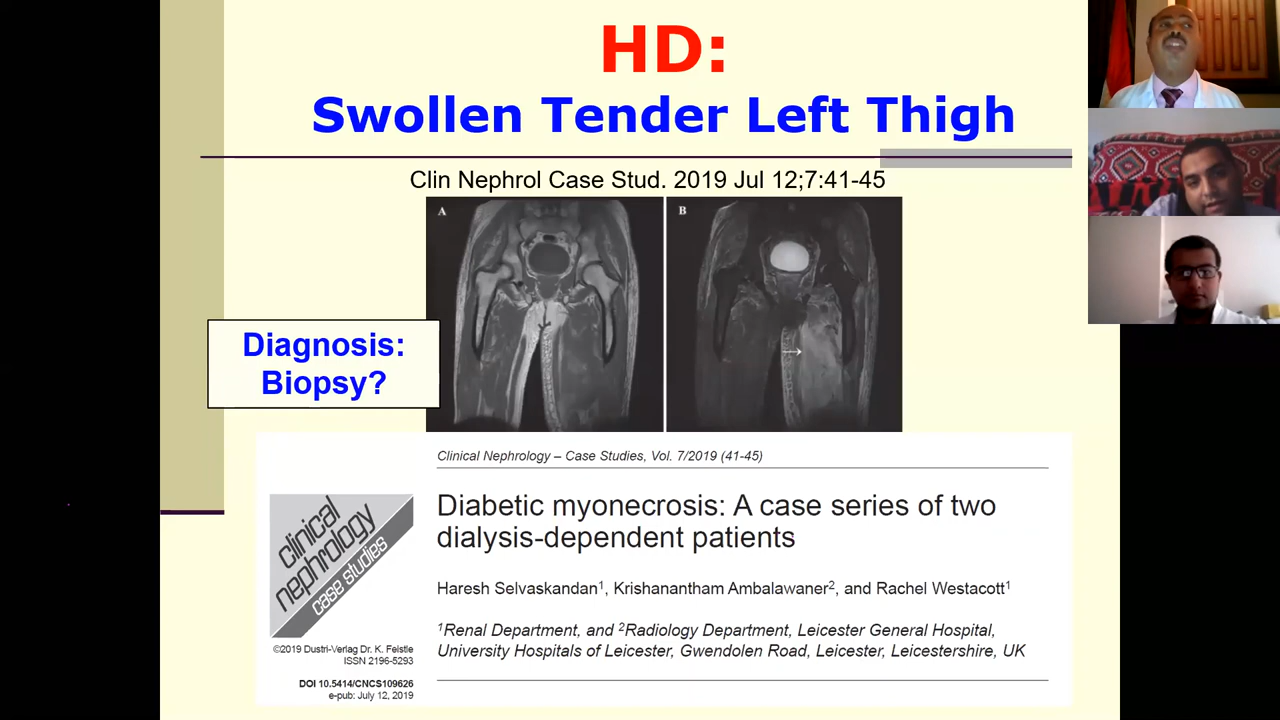 HD:
Swollen Tender Left Thigh
Clin Nephrol Case Stud. 2019 Jul 12;7:41-45
A
B
Diagnosis:
Biopsy?
Clinical Nephrology – Case Studies, Vol. 7/2019 (41-45)
Diabetic myonecrosis: A case series of two
dialysis-dependent patients
Haresh Selvaskandan1, Krishanantham Ambalawaner2, and Rachel Westacott1
1Renal Department, and 2Radiology Department, Leicester General Hospital,
University Hospitals of Leicester, Gwendolen Road, Leicester, Leicestershire, UK
clinical
nephrology
case studies
©2019 Dustri-Verlag Dr. K. Feistle
ISSN 2196-5293
DOI 10.5414/CNCS109626
e-pub: July 12, 2019